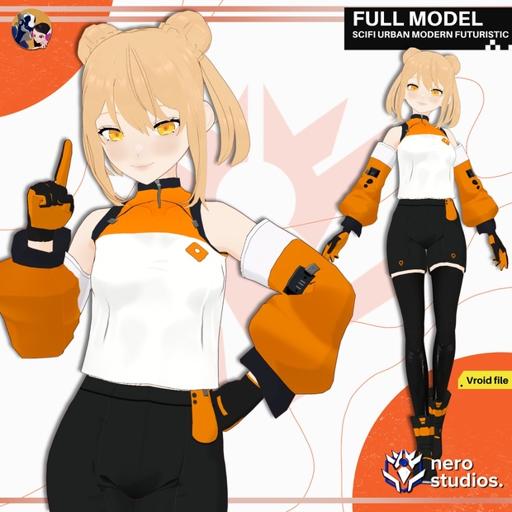 FULL MODEL
SCIFI URBAN MODERN FUTURISTIC
Vroid file
nero
studios.